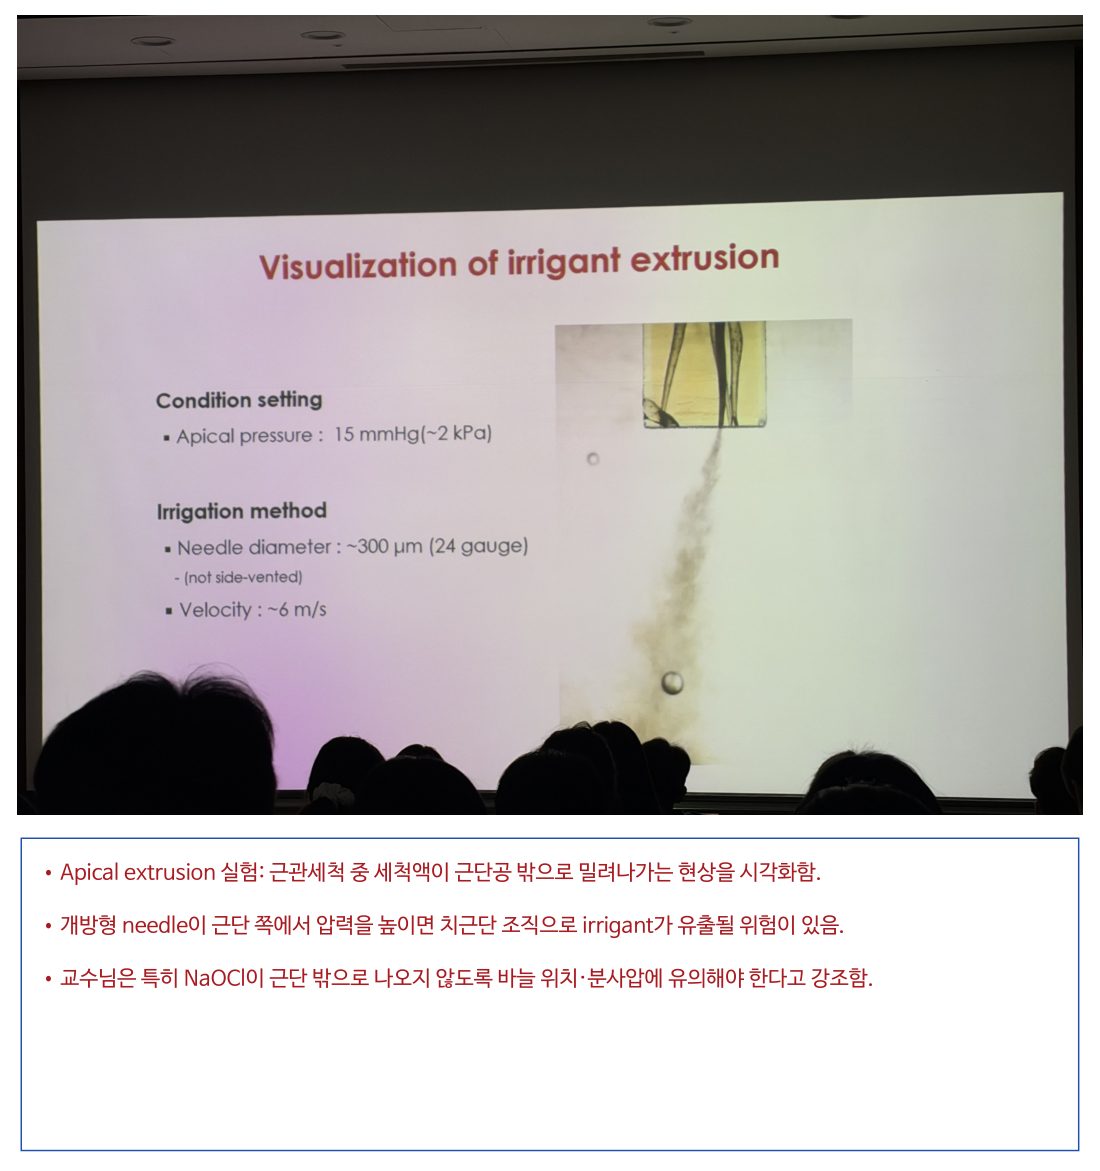 Visualization of irrigant extrusion
Condition setting
▪ Apical pressure : 15 mmHg(~2 kPa)
Irrigation method
▪ Needle diameter : ~300 μm (24 gauge)
- (not side-vented)
▪ Velocity : ~6 m/s
• Apical extrusion 실험: 근관세척 중 세척액이 근단공 밖으로 밀려나가는 현상을 시각화함.
• 개방형 needle이 근단 쪽에서 압력을 높이면 치근단 조직으로 irrigant가 유출될 위험이 있음.
• 교수님은 특히 NaOCl이 근단 밖으로 나오지 않도록 바늘 위치·분사압에 유의해야 한다고 강조함.